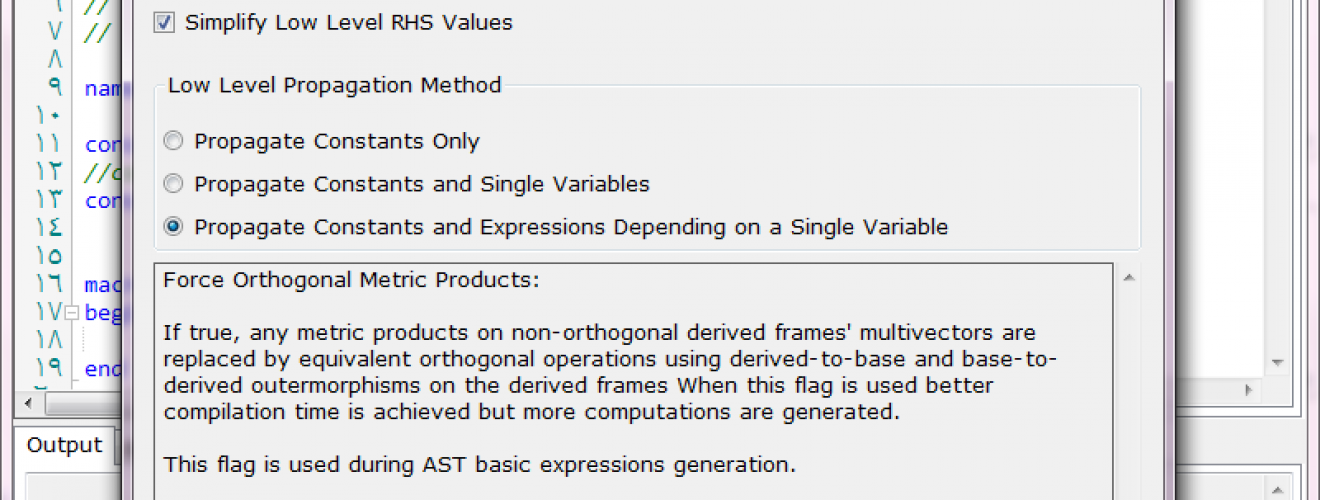 ٦ //
٧ //
٨
٩ nam
١٠
١١ con
١٢ //c
١٣ con
١٤
١٥
١٦ mac
١٧ beg
١٨
١٩ end
Simplify Low Level RHS Values
Low Level Propagation Method
Propagate Constants Only
Propagate Constants and Single Variables
Propagate Constants and Expressions Depending on a Single Variable
Force Orthogonal Metric Products:
If true, any metric products on non-orthogonal derived frames' multivectors are
replaced by equivalent orthogonal operations using derived-to-base and base-to-
derived outermorphisms on the derived frames When this flag is used better
compilation time is achieved but more computations are generated.
This flag is used during AST basic expressions generation.
Output